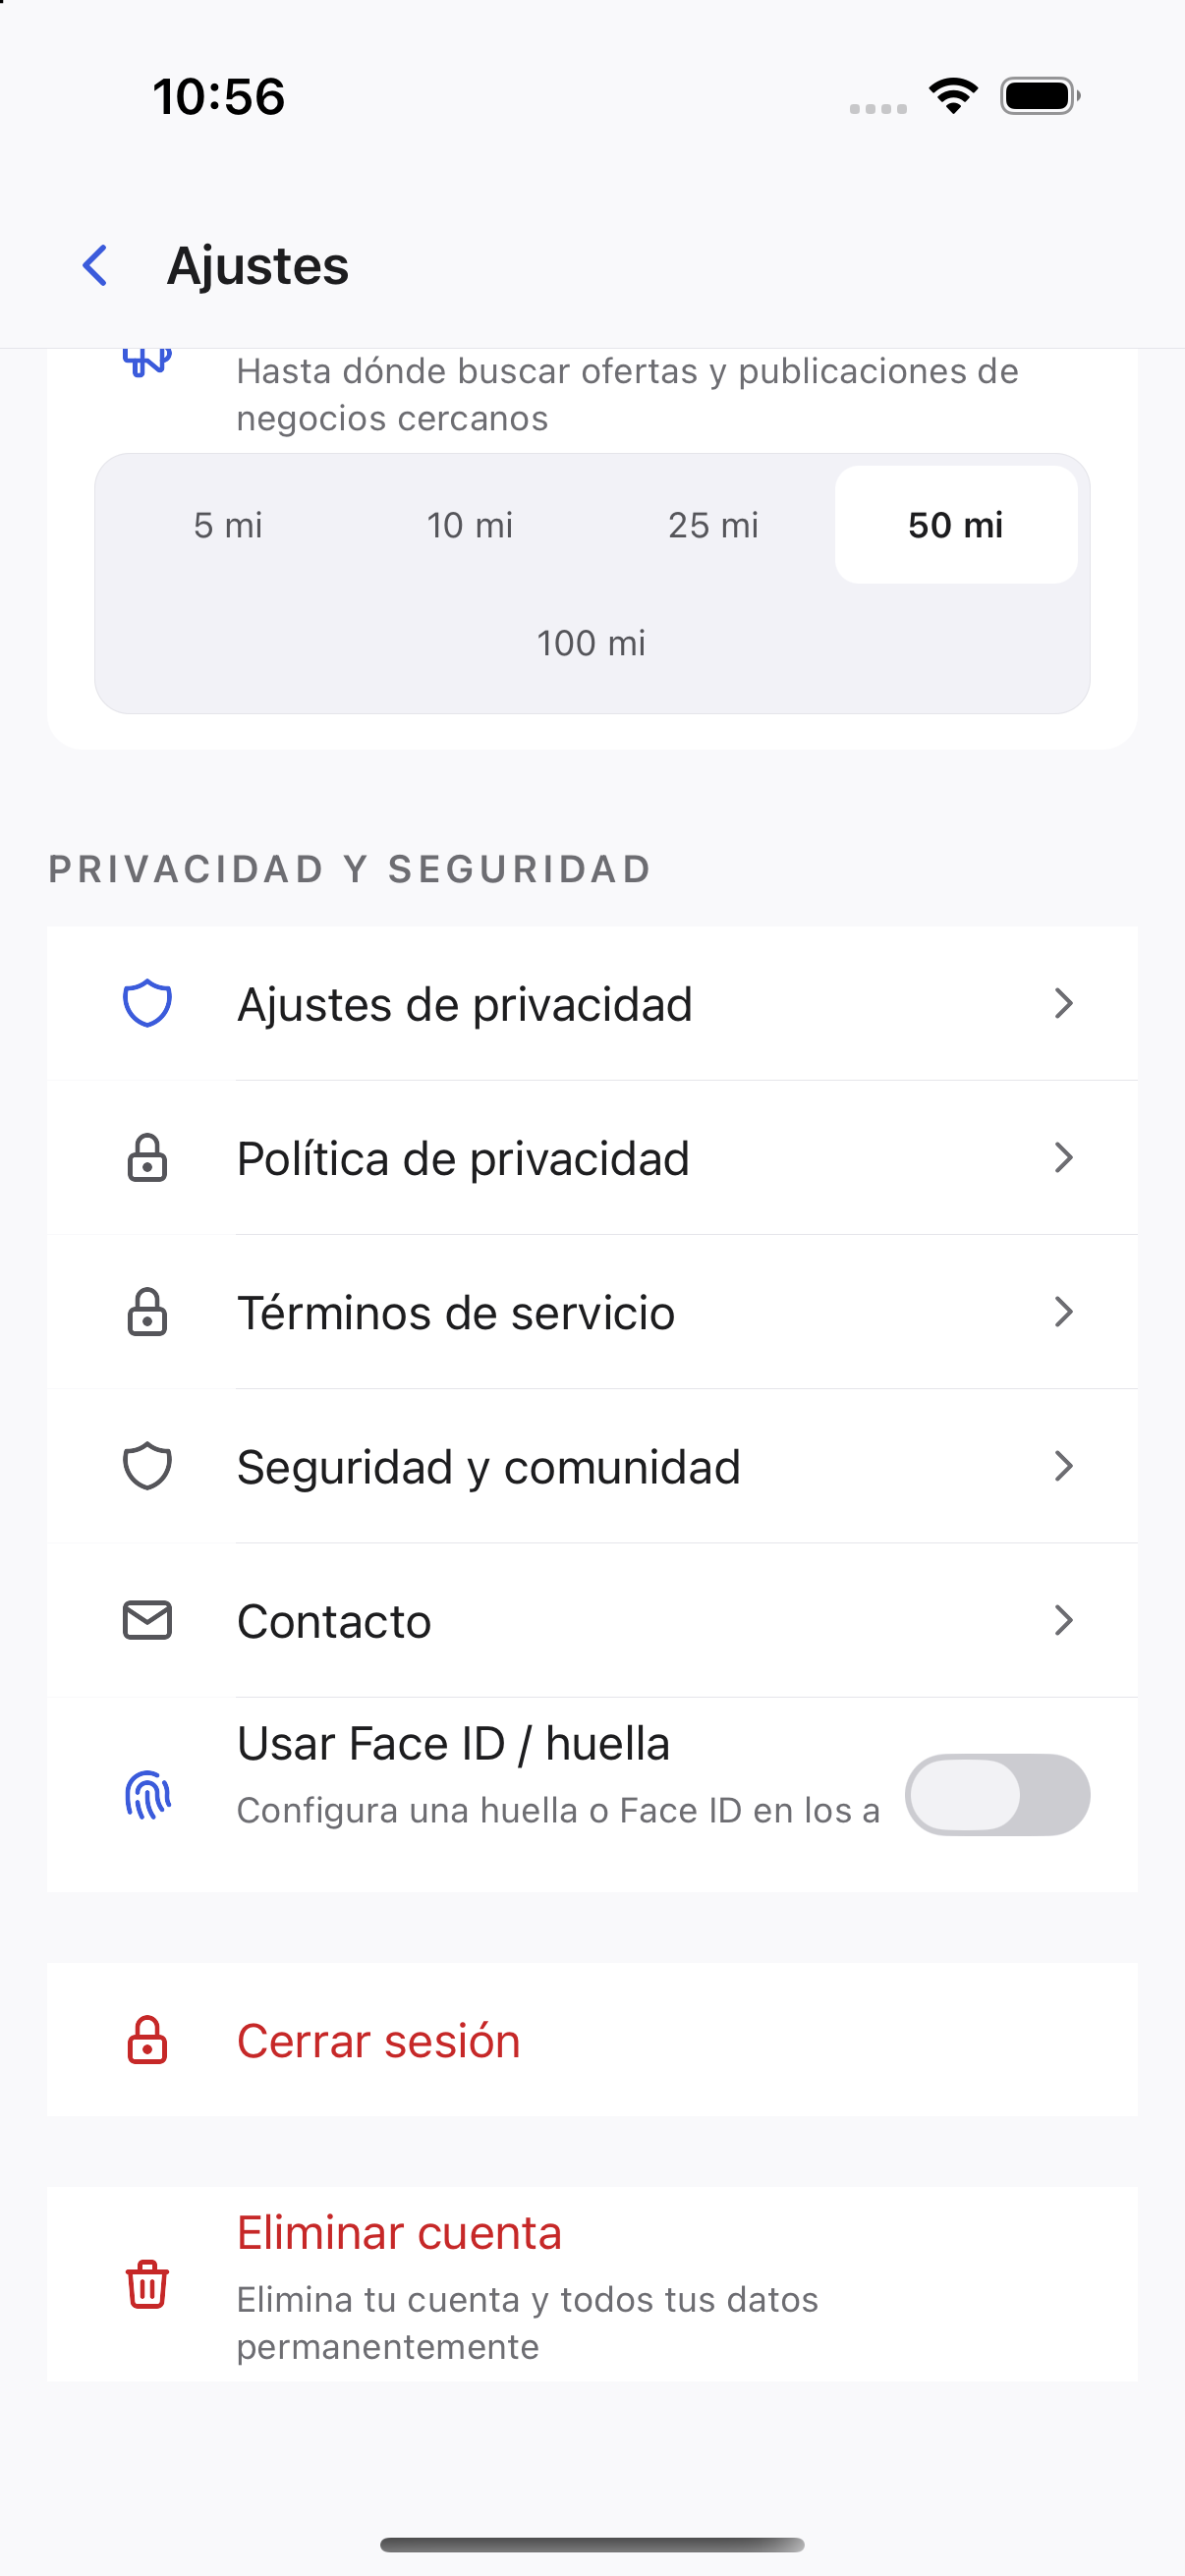 10:56
Ajustes
Hasta dónde buscar ofertas y publicaciones de
negocios cercanos
5 mi
10 mi
25 mi
50 mi
100 mi
PRIVACIDAD Y SEGURIDAD
Ajustes de privacidad
Política de privacidad
Términos de servicio
Seguridad y comunidad
Contacto
Usar Face ID / huella
Configura una huella o Face ID en los a
Cerrar sesión
Eliminar cuenta
Elimina tu cuenta y todos tus datos
permanentemente